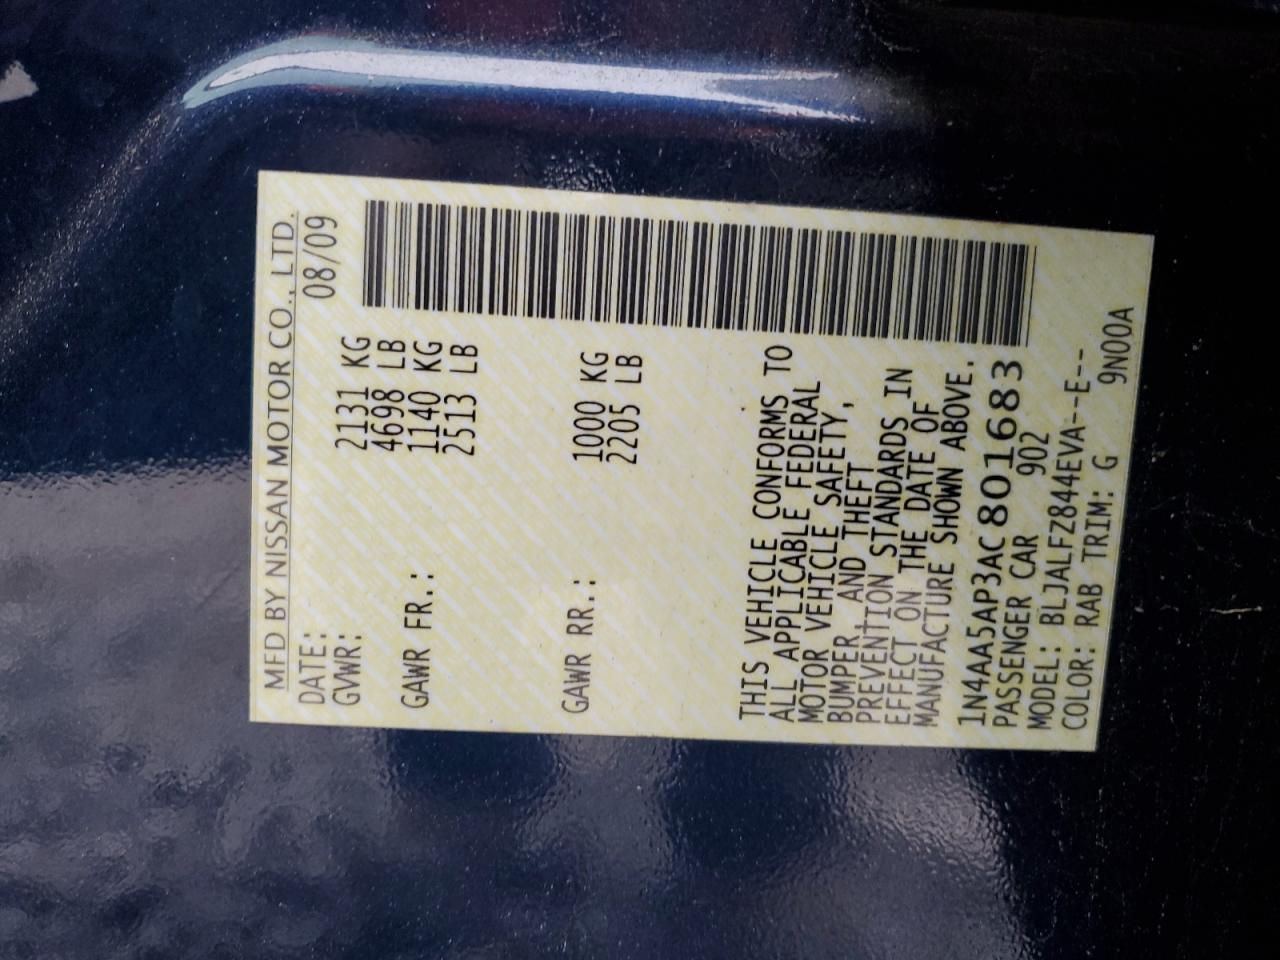 MFD BY NISSAN MOTOR CO., LTD.
DATE: 08/09
GVWR: 2131 KG
4698 LB
GAWR FR.: 1140 KG
2513 LB
GAWR RR.: 1000 KG
2205 LB
THIS VEHICLE CONFORMS TO
ALL APPLICABLE FEDERAL
MOTOR VEHICLE SAFETY,
BUMPER AND THEFT
PREVENTION STANDARDS IN
EFFECT ON THE DATE OF
MANUFACTURE SHOWN ABOVE.
1N4AA5AP3AC801683
PASSENGER CAR 902
MODEL: BLJALFZ844EVA--E--
COLOR: RAB TRIM: G 9N00A